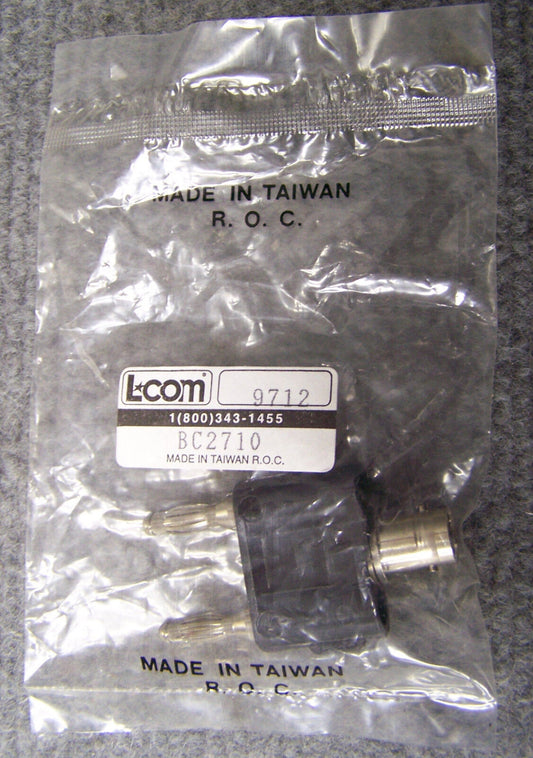 MADE IN TAIWAN
R. O. C.
L-com® 9712
1(800)343-1455
BC2710
MADE IN TAIWAN R.O.C.
MADE IN TAIWAN
R. O. C.